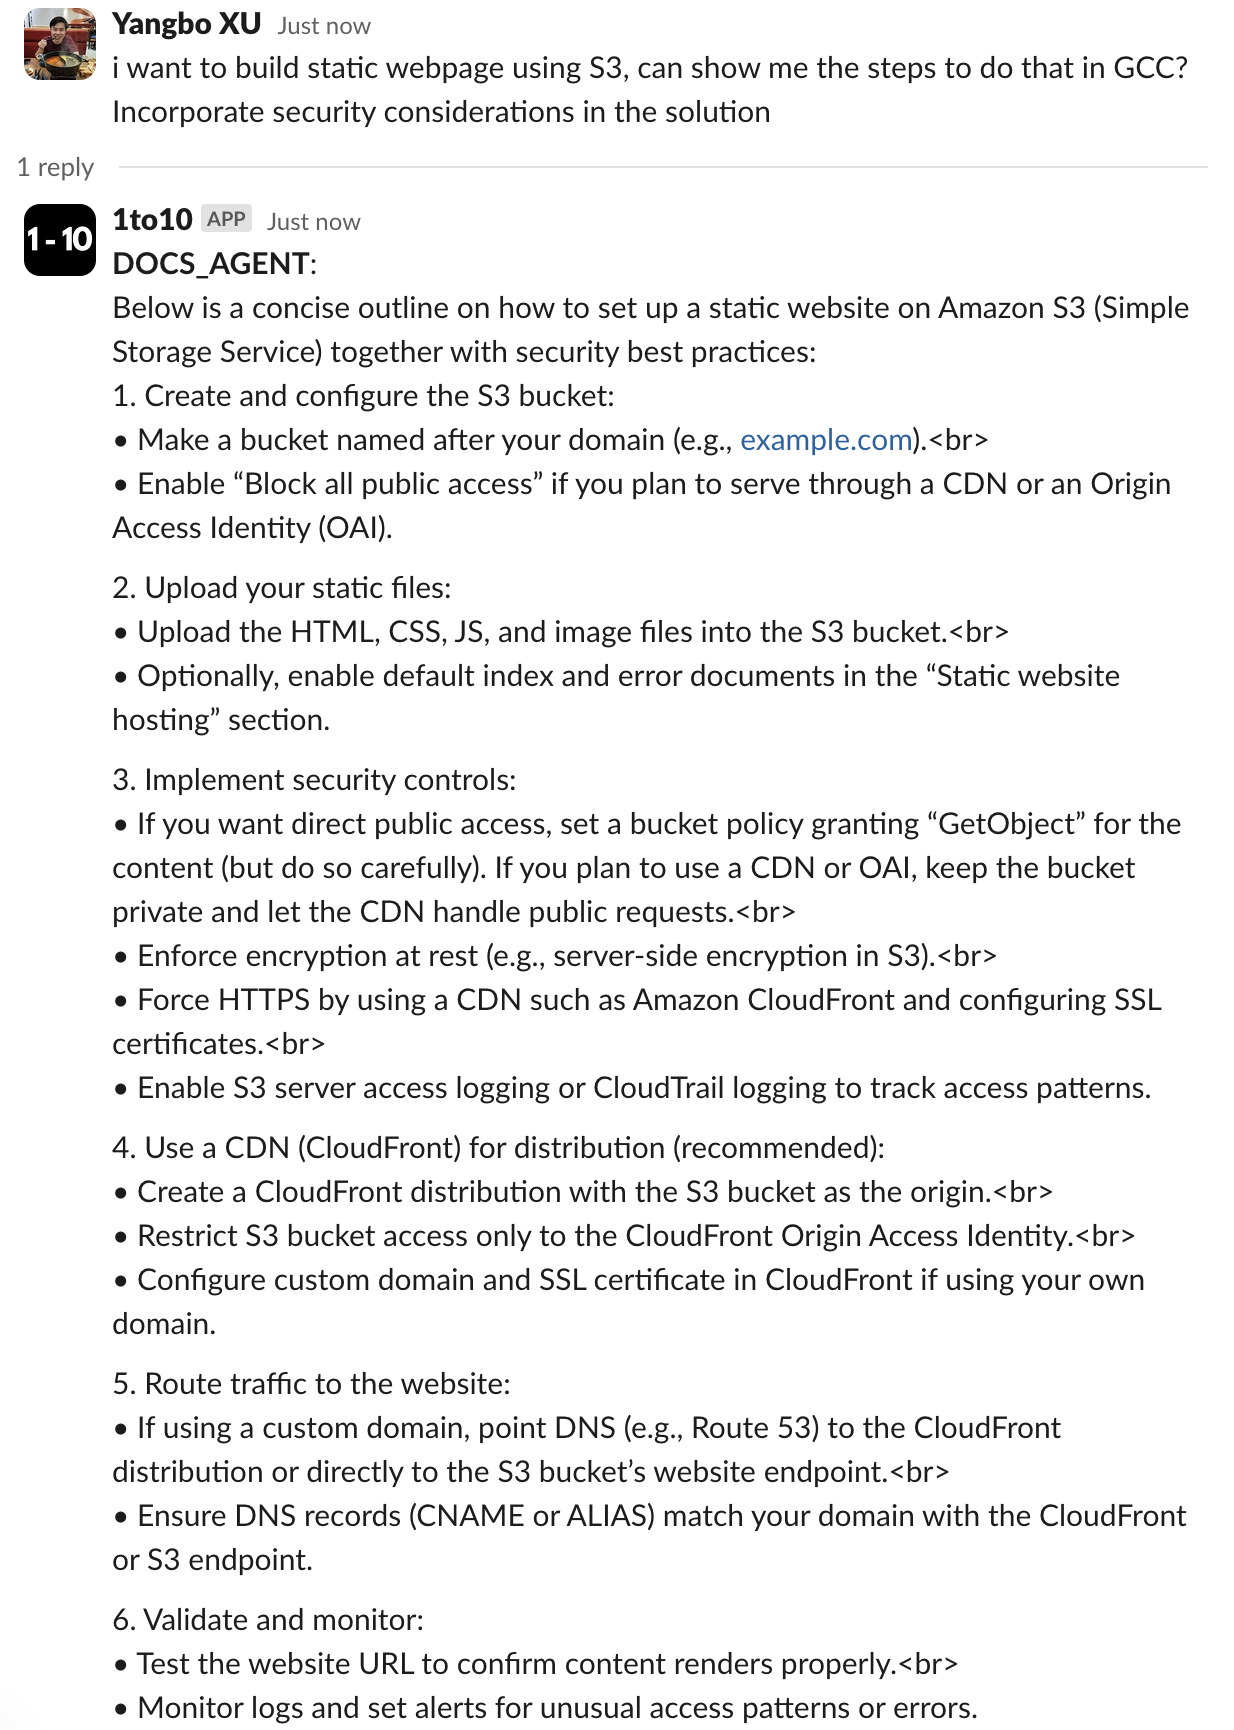 Yangbo XU Just now
i want to build static webpage using S3, can show me the steps to do that in GCC?
Incorporate security considerations in the solution
1 reply
1-10
1to10 APP Just now
DOCS_AGENT:
Below is a concise outline on how to set up a static website on Amazon S3 (Simple
Storage Service) together with security best practices:
1. Create and configure the S3 bucket:
• Make a bucket named after your domain (e.g., example.com).<br>
• Enable “Block all public access” if you plan to serve through a CDN or an Origin
Access Identity (OAI).
2. Upload your static files:
• Upload the HTML, CSS, JS, and image files into the S3 bucket.<br>
• Optionally, enable default index and error documents in the “Static website
hosting” section.
3. Implement security controls:
• If you want direct public access, set a bucket policy granting “GetObject” for the
content (but do so carefully). If you plan to use a CDN or OAI, keep the bucket
private and let the CDN handle public requests.<br>
• Enforce encryption at rest (e.g., server-side encryption in S3).<br>
• Force HTTPS by using a CDN such as Amazon CloudFront and configuring SSL
certificates.<br>
• Enable S3 server access logging or CloudTrail logging to track access patterns.
4. Use a CDN (CloudFront) for distribution (recommended):
• Create a CloudFront distribution with the S3 bucket as the origin.<br>
• Restrict S3 bucket access only to the CloudFront Origin Access Identity.<br>
• Configure custom domain and SSL certificate in CloudFront if using your own
domain.
5. Route traffic to the website:
• If using a custom domain, point DNS (e.g., Route 53) to the CloudFront
distribution or directly to the S3 bucket’s website endpoint.<br>
• Ensure DNS records (CNAME or ALIAS) match your domain with the CloudFront
or S3 endpoint.
6. Validate and monitor:
• Test the website URL to confirm content renders properly.<br>
• Monitor logs and set alerts for unusual access patterns or errors.